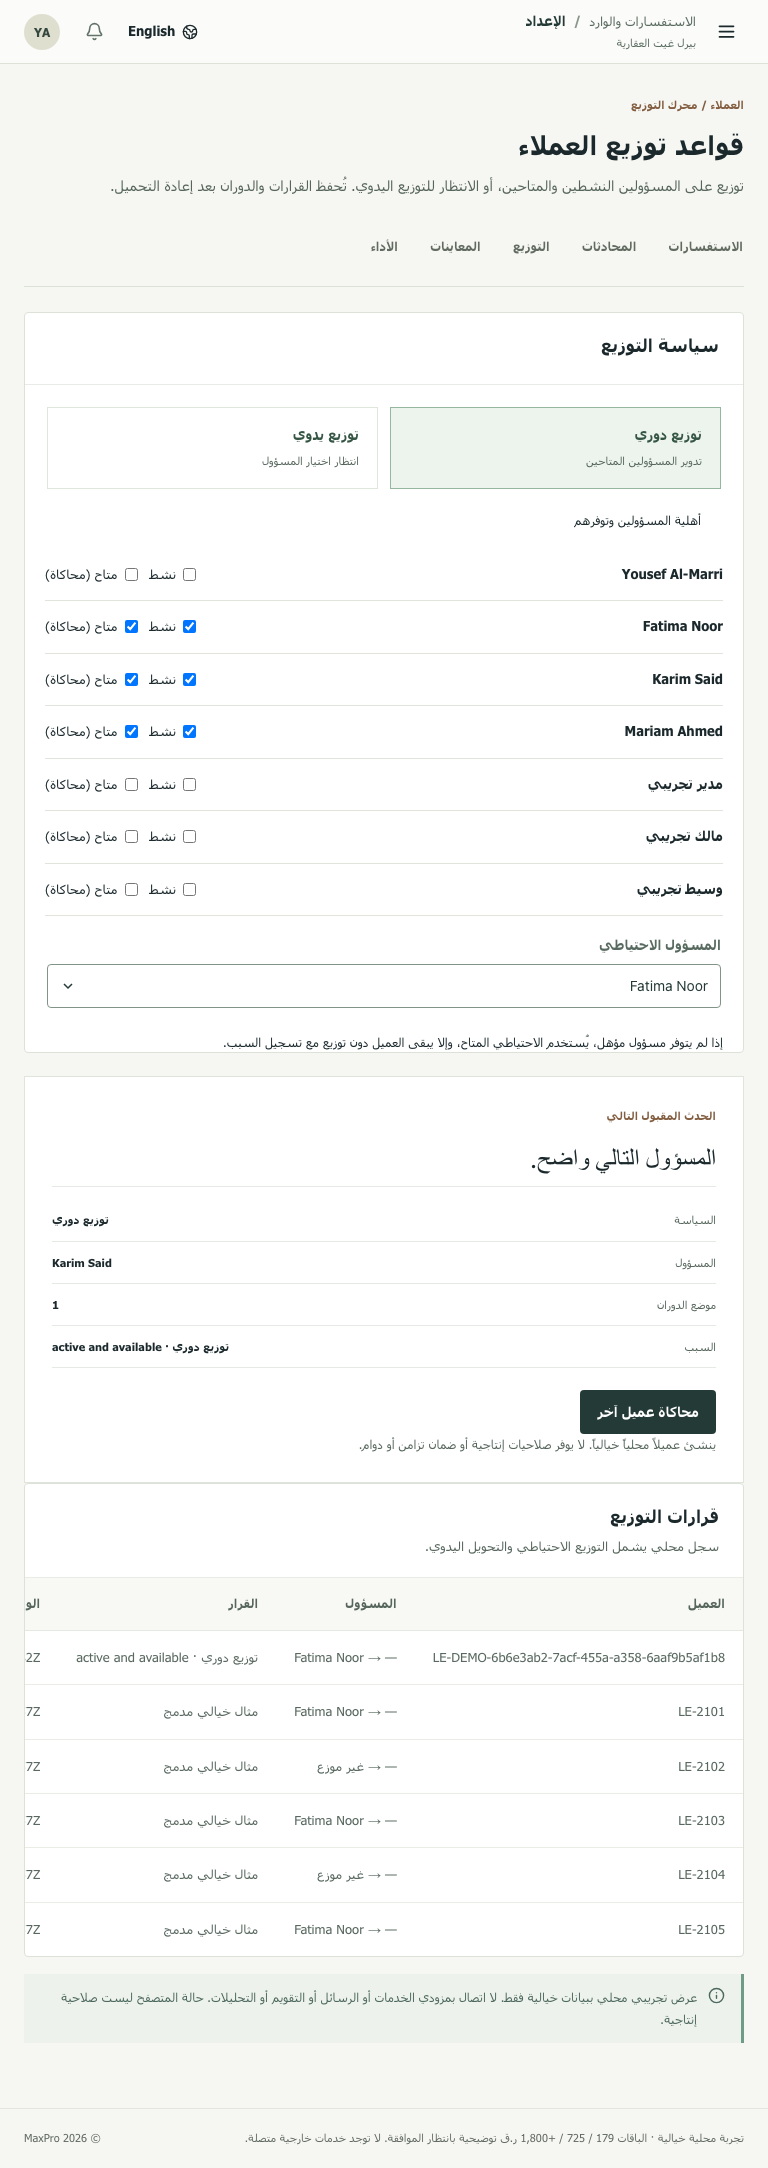 الاستفسارات والوارد / الإعداد
بيرل غيت العقارية
English
YA
العملاء / محرك التوزيع
قواعد توزيع العملاء
توزيع على المسؤولين النشطين والمتاحين، أو الانتظار للتوزيع اليدوي. تُحفظ القرارات والدوران بعد إعادة التحميل.
الاستفسارات المحادثات التوزيع المعاينات الأداء
سياسة التوزيع
توزيع دوري
تدوير المسؤولين المتاحين
توزيع يدوي
انتظار اختيار المسؤول
أهلية المسؤولين وتوفرهم
Yousef Al-Marri نشط متاح (محاكاة)
Fatima Noor نشط متاح (محاكاة)
Karim Said نشط متاح (محاكاة)
Mariam Ahmed نشط متاح (محاكاة)
مدير تجريبي نشط متاح (محاكاة)
مالك تجريبي نشط متاح (محاكاة)
وسيط تجريبي نشط متاح (محاكاة)
المسؤول الاحتياطي
Fatima Noor
إذا لم يتوفر مسؤول مؤهل، يُستخدم الاحتياطي المتاح، وإلا يبقى العميل دون توزيع مع تسجيل السبب.
الحدث المقبول التالي
المسؤول التالي واضح.
السياسة توزيع دوري
المسؤول Karim Said
موضع الدوران 1
السبب توزيع دوري · active and available
محاكاة عميل آخر
ينشئ عميلاً محلياً خيالياً. لا يوفر صلاحيات إنتاجية أو ضمان تزامن أو دوام.
قرارات التوزيع
سجل محلي يشمل التوزيع الاحتياطي والتحويل اليدوي.
العميل المسؤول القرار الو
LE-DEMO-6b6e3ab2-7acf-455a-a358-6aaf9b5af1b8 — → Fatima Noor توزيع دوري · active and available 2Z
LE-2101 — → Fatima Noor مثال خيالي مدمج 7Z
LE-2102 — → غير موزع مثال خيالي مدمج 7Z
LE-2103 — → Fatima Noor مثال خيالي مدمج 7Z
LE-2104 — → غير موزع مثال خيالي مدمج 7Z
LE-2105 — → Fatima Noor مثال خيالي مدمج 7Z
عرض تجريبي محلي ببيانات خيالية فقط. لا اتصال بمزودي الخدمات أو الرسائل أو التقويم أو التحليلات. حالة المتصفح ليست صلاحية
إنتاجية.
تجربة محلية خيالية · الباقات 179 / 725 / +1,800 ر.ق توضيحية بانتظار الموافقة. لا توجد خدمات خارجية متصلة.
© 2026 MaxPro